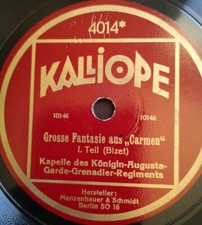 4014*
KALLIOPE
10146 10146
Grosse Fantasie aus „Carmen“
I. Teil (Bizet)
Kapelle des Königin-Augusta-
Garde-Grenadier-Regiments
Hersteller:
Menzenhauer & Schmidt
Berlin SO 16